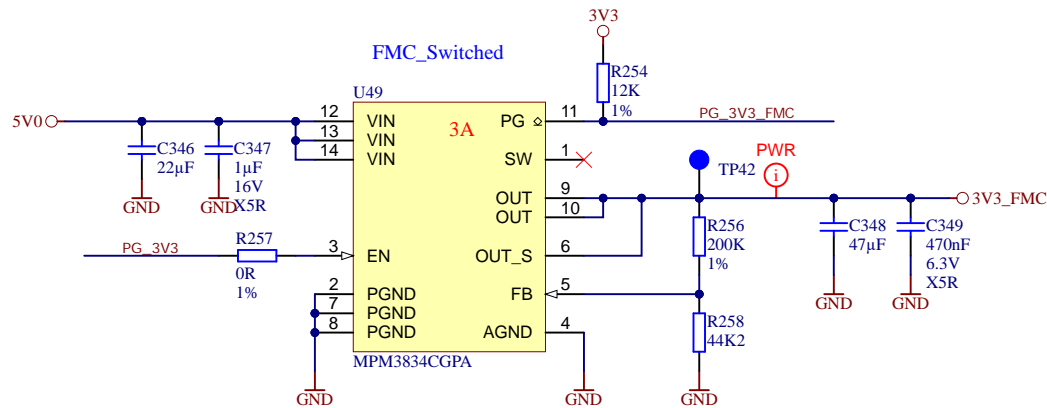 3V3
FMC_Switched
R254
12K
1%
U49
5V0
12
VIN
13
VIN
14
VIN
3A
PG
11
PG_3V3_FMC
C346
22µF
C347
1µF
16V
X5R
SW
1
TP42
PWR
i
OUT
9
OUT
10
3V3_FMC
GND
GND
R256
200K
1%
C348
47µF
C349
470nF
6.3V
X5R
PG_3V3
R257
0R
1%
3
EN
OUT_S
6
2
PGND
7
PGND
8
PGND
FB
5
GND
GND
AGND
4
R258
44K2
MPM3834CGPA
GND
GND
GND